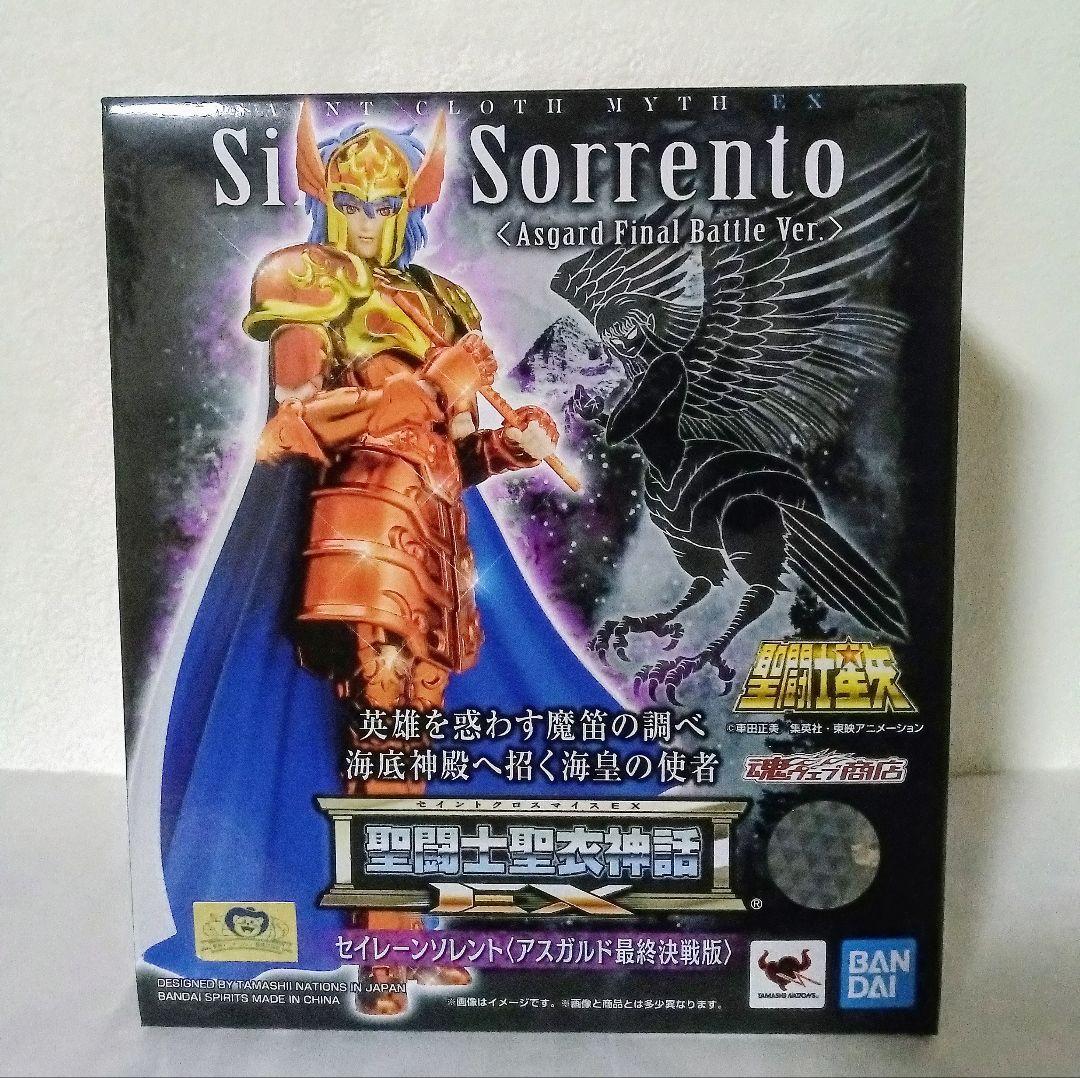 AINT CLOTH MYTH EX
Si Sorrento
<Asgard Final Battle Ver.>
聖闘士星矢
©車田正美 集英社・東映アニメーション
英雄を惑わす魔笛の調べ
海底神殿へ招く海皇の使者
魂ウェブ商店
セイントクロスマイスEX
聖闘士聖衣神話
EX
®
セイレーンソレント〈アスガルド最終決戦版〉
DESIGNED BY TAMASHII NATIONS IN JAPAN
BANDAI SPIRITS MADE IN CHINA
※画像はイメージです。※画像と商品とは多少異なります。
TAMASHII NATIONS
BAN
DAI